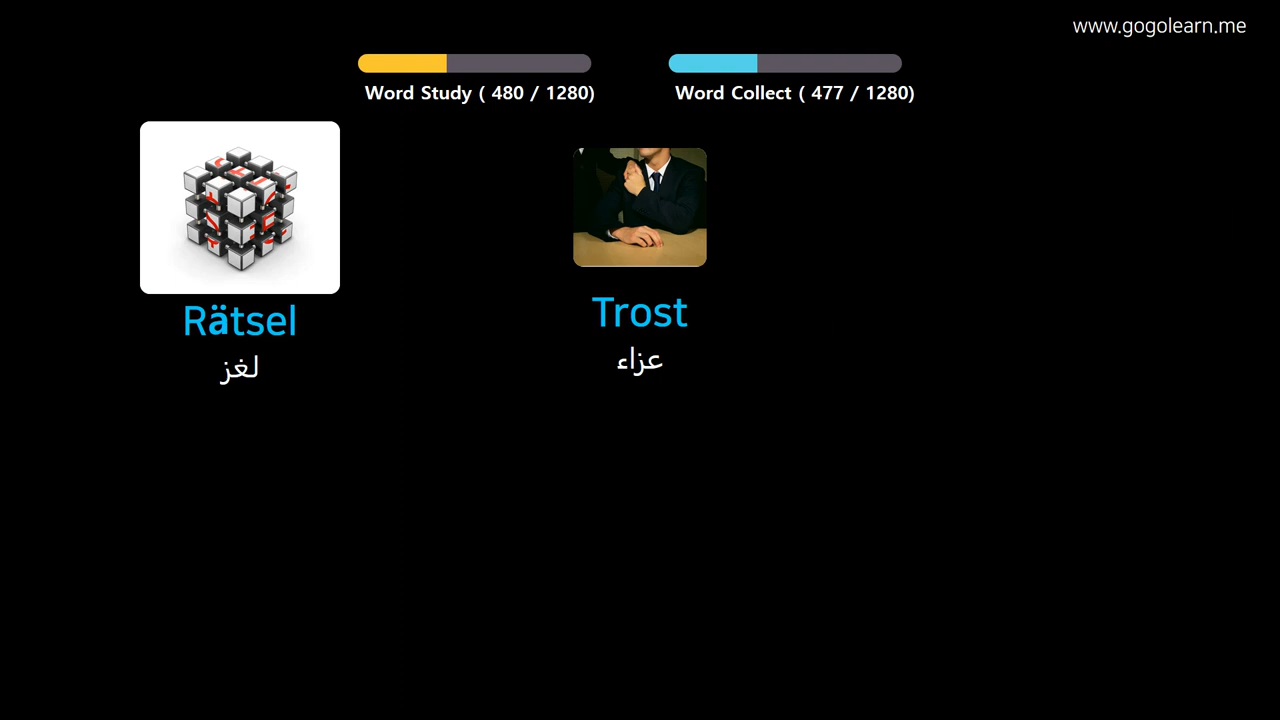 www.gogolearn.me
Word Study ( 480 / 1280)
Word Collect ( 477 / 1280)
Rätsel
لغز
Trost
عزاء